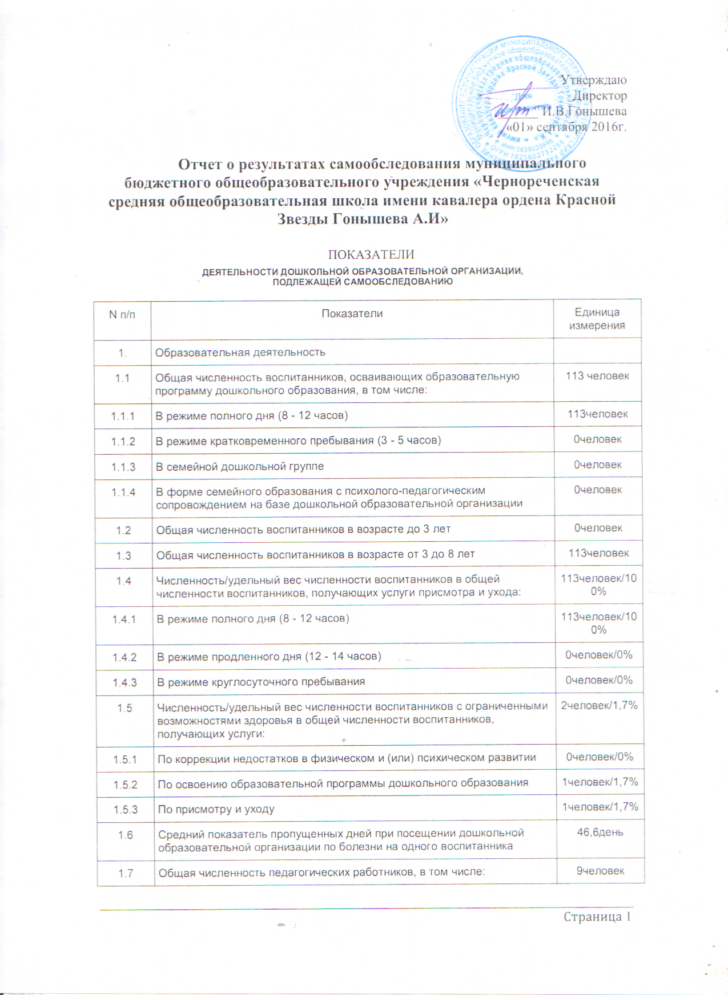 Утверждаю
Директор
И.В.Гонышева
«01» сентября 2016г.
Для
документов
ИНН 5638020896
ОГРН 1025602732286
Отчет о результатах самообследования муниципального
бюджетного общеобразовательного учреждения «Чернореченская
средняя общеобразовательная школа имени кавалера ордена Красной
Звезды Гонышева А.И»
ПОКАЗАТЕЛИ
ДЕЯТЕЛЬНОСТИ ДОШКОЛЬНОЙ ОБРАЗОВАТЕЛЬНОЙ ОРГАНИЗАЦИИ,
ПОДЛЕЖАЩЕЙ САМООБСЛЕДОВАНИЮ
N п/п Показатели Единица
измерения
1. Образовательная деятельность
1.1 Общая численность воспитанников, осваивающих образовательную 113 человек
программу дошкольного образования, в том числе:
1.1.1 В режиме полного дня (8 - 12 часов) 113человек
1.1.2 В режиме кратковременного пребывания (3 - 5 часов) 0человек
1.1.3 В семейной дошкольной группе 0человек
1.1.4 В форме семейного образования с психолого-педагогическим 0человек
сопровождением на базе дошкольной образовательной организации
1.2 Общая численность воспитанников в возрасте до 3 лет 0человек
1.3 Общая численность воспитанников в возрасте от 3 до 8 лет 113человек
1.4 Численность/удельный вес численности воспитанников в общей 113человек/10
численности воспитанников, получающих услуги присмотра и ухода: 0%
1.4.1 В режиме полного дня (8 - 12 часов) 113человек/10
0%
1.4.2 В режиме продленного дня (12 - 14 часов) 0человек/0%
1.4.3 В режиме круглосуточного пребывания 0человек/0%
1.5 Численность/удельный вес численности воспитанников с ограниченными 2человек/1,7%
возможностями здоровья в общей численности воспитанников,
получающих услуги:
1.5.1 По коррекции недостатков в физическом и (или) психическом развитии 0человек/0%
1.5.2 По освоению образовательной программы дошкольного образования 1человек/1,7%
1.5.3 По присмотру и уходу 1человек/1,7%
1.6 Средний показатель пропущенных дней при посещении дошкольной 46,6день
образовательной организации по болезни на одного воспитанника
1.7 Общая численность педагогических работников, в том числе: 9человек
Страница 1